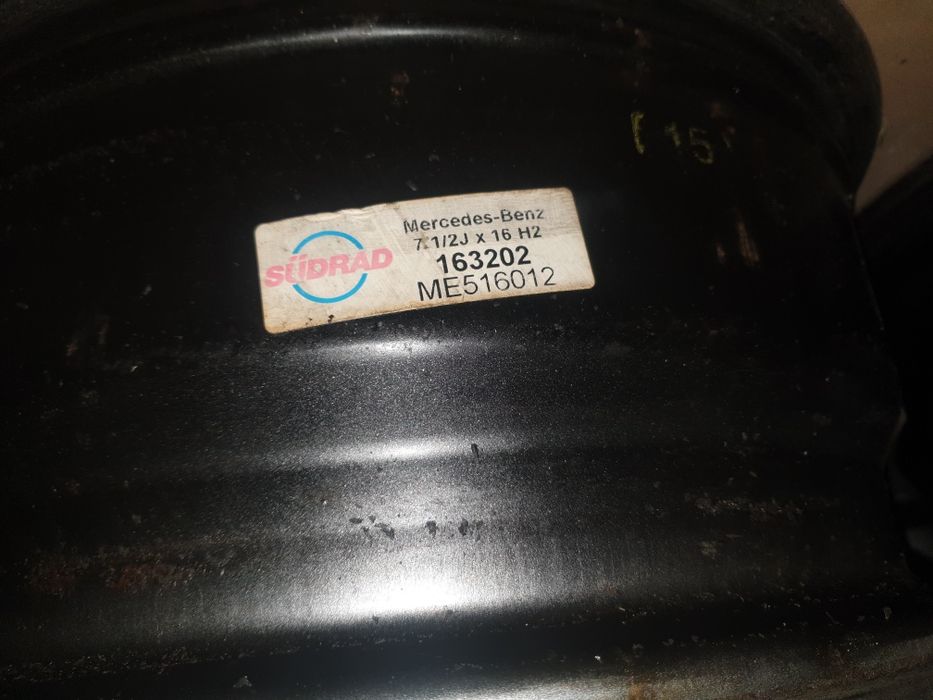 SÜDRAD
Mercedes-Benz
7.1/2J x 16 H2
163202
ME516012